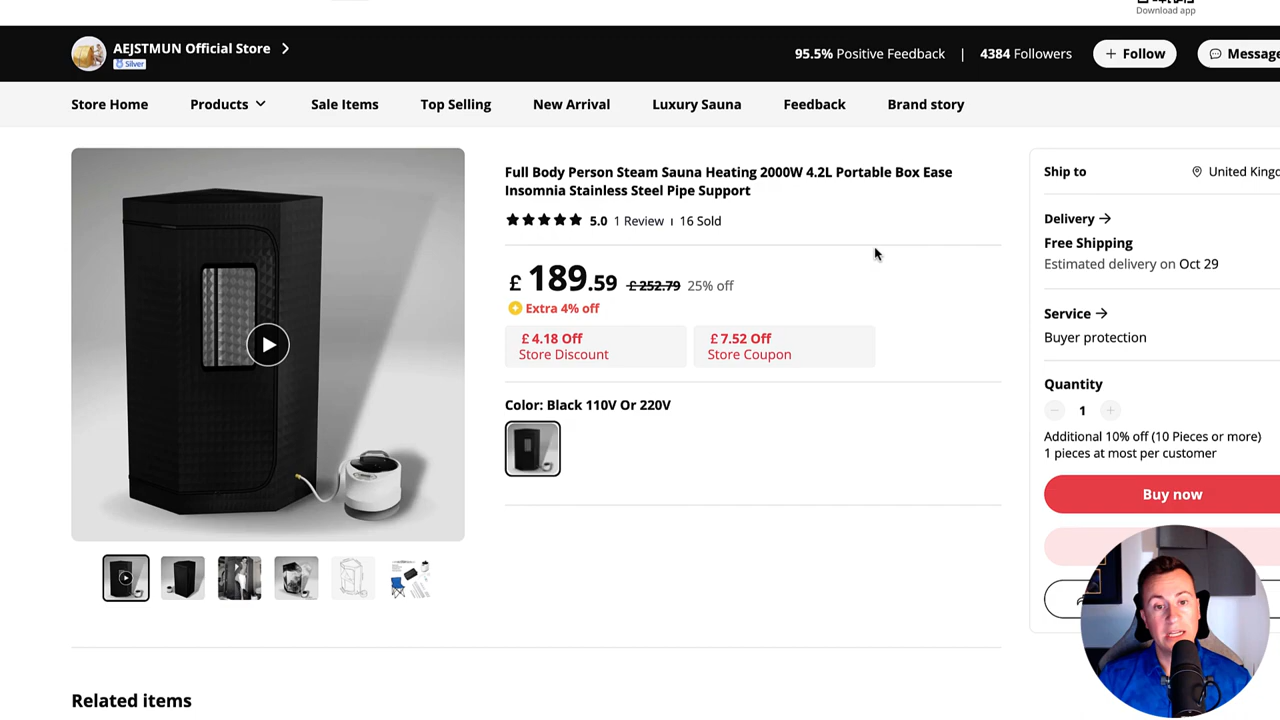 Download app
AEJSTMUN Official Store
Silver
95.5% Positive Feedback | 4384 Followers
+ Follow
Message
Store Home
Products
Sale Items
Top Selling
New Arrival
Luxury Sauna
Feedback
Brand story
Full Body Person Steam Sauna Heating 2000W 4.2L Portable Box Ease
Insomnia Stainless Steel Pipe Support
5.0 1 Review 16 Sold
£189.59 £252.79 25% off
Extra 4% off
£4.18 Off
Store Discount
£7.52 Off
Store Coupon
Color: Black 110V Or 220V
Related items
Ship to
United Kingd
Delivery
Free Shipping
Estimated delivery on Oct 29
Service
Buyer protection
Quantity
1
Additional 10% off (10 Pieces or more)
1 pieces at most per customer
Buy now